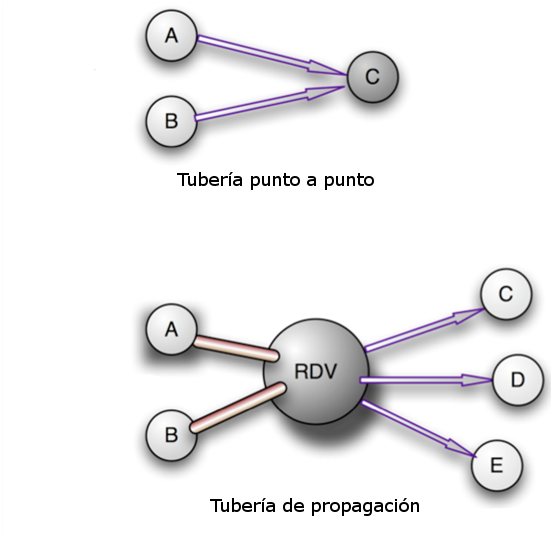 A
C
B
Tubería punto a punto
C
A
RDV
D
B
E
Tubería de propagación